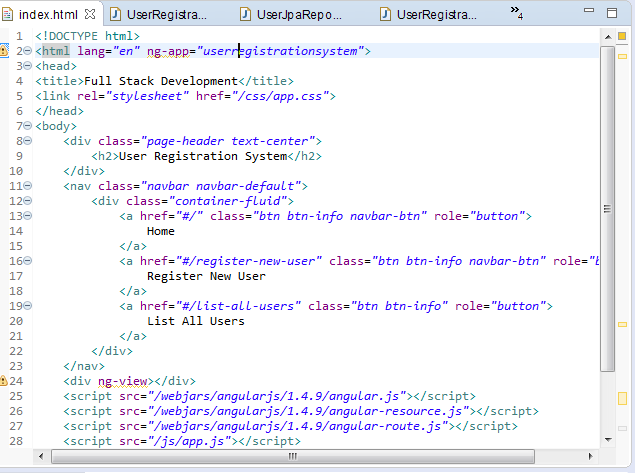 index.html UserRegistra... UserJpaRepo... UserRegistra... »4
1 <!DOCTYPE html>
2 <html lang="en" ng-app="userregistrationsystem">
3 <head>
4 <title>Full Stack Development</title>
5 <link rel="stylesheet" href="/css/app.css">
6 </head>
7 <body>
8 <div class="page-header text-center">
9 <h2>User Registration System</h2>
10 </div>
11 <nav class="navbar navbar-default">
12 <div class="container-fluid">
13 <a href="#/" class="btn btn-info navbar-btn" role="button">
14 Home
15 </a>
16 <a href="#/register-new-user" class="btn btn-info navbar-btn" role="b
17 Register New User
18 </a>
19 <a href="#/list-all-users" class="btn btn-info" role="button">
20 List All Users
21 </a>
22 </div>
23 </nav>
24 <div ng-view></div>
25 <script src="/webjars/angularjs/1.4.9/angular.js"></script>
26 <script src="/webjars/angularjs/1.4.9/angular-resource.js"></script>
27 <script src="/webjars/angularjs/1.4.9/angular-route.js"></script>
28 <script src="/js/app.js"></script>